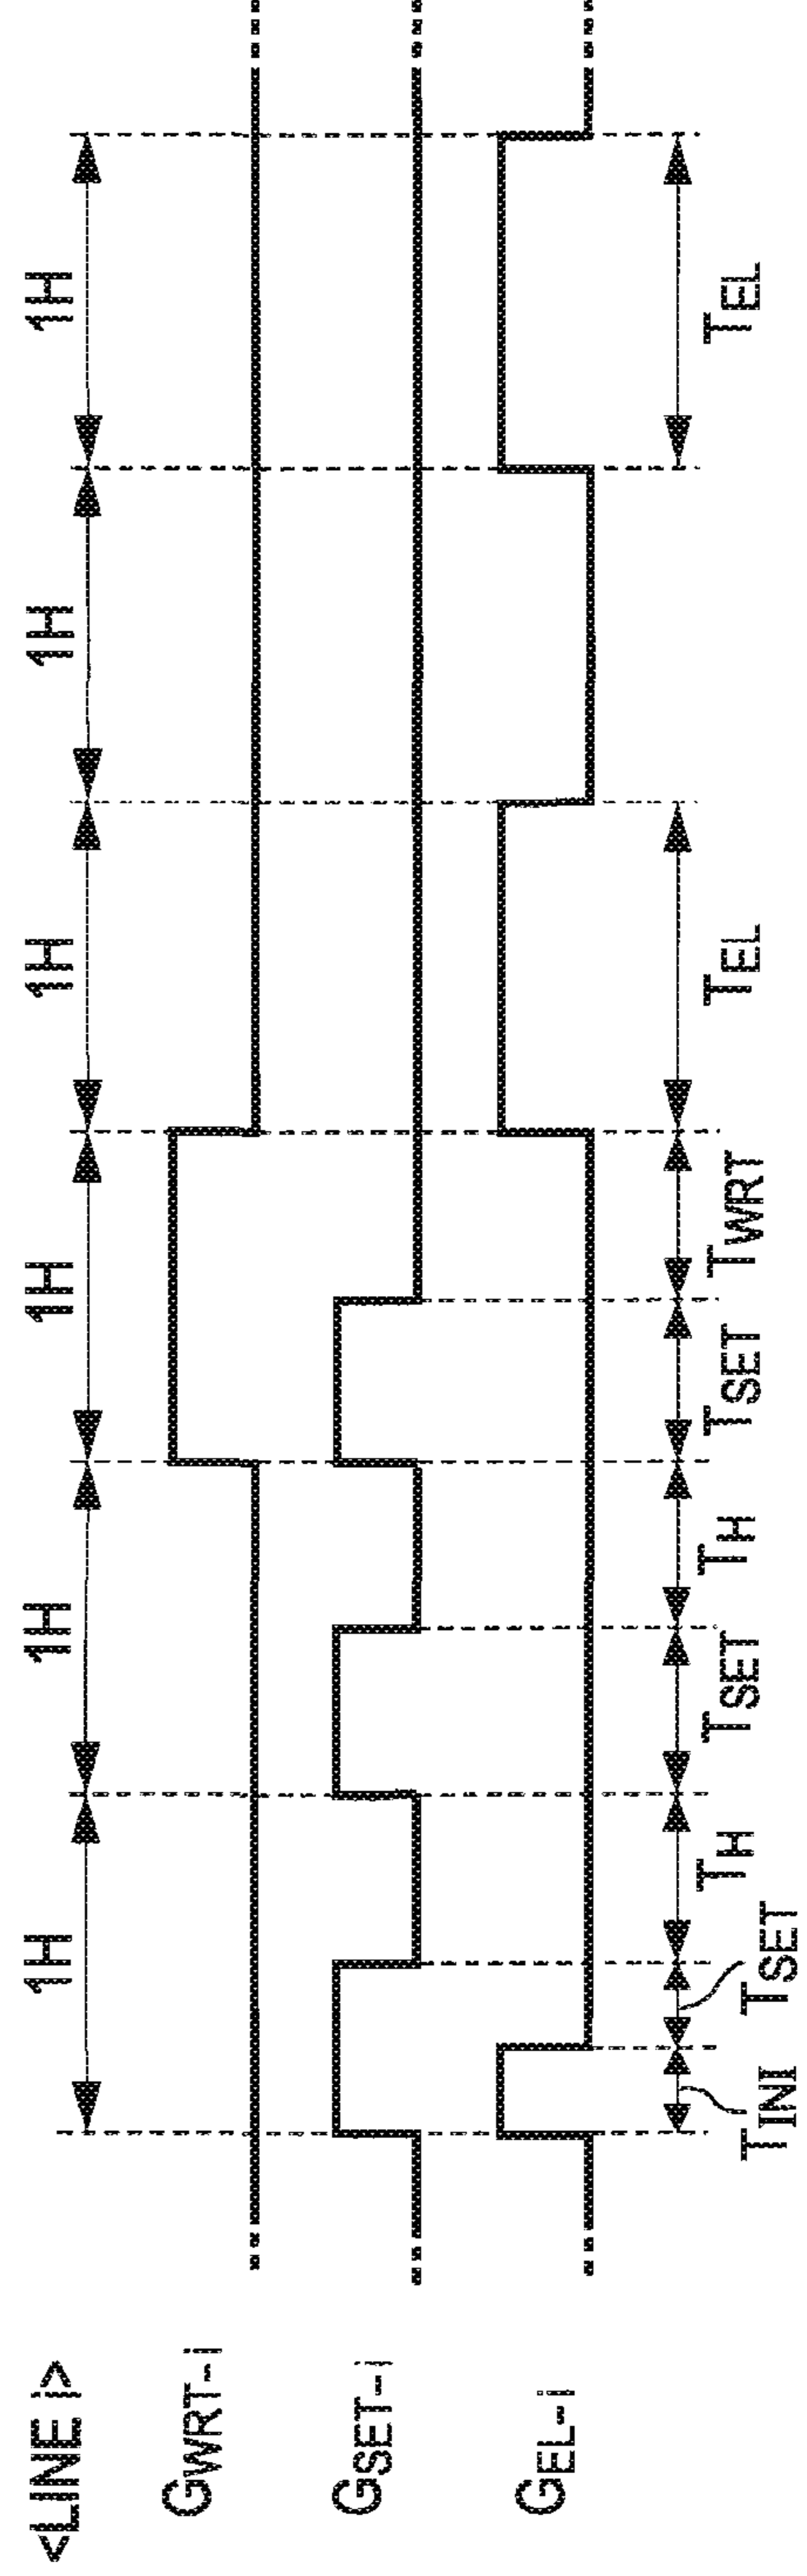 <LINE i>
1H 1H 1H 1H 1H 1H
GWRT-i
GSET-i
GEL-i
TINI TSET TH TSET TH TSET TWRT TEL TEL